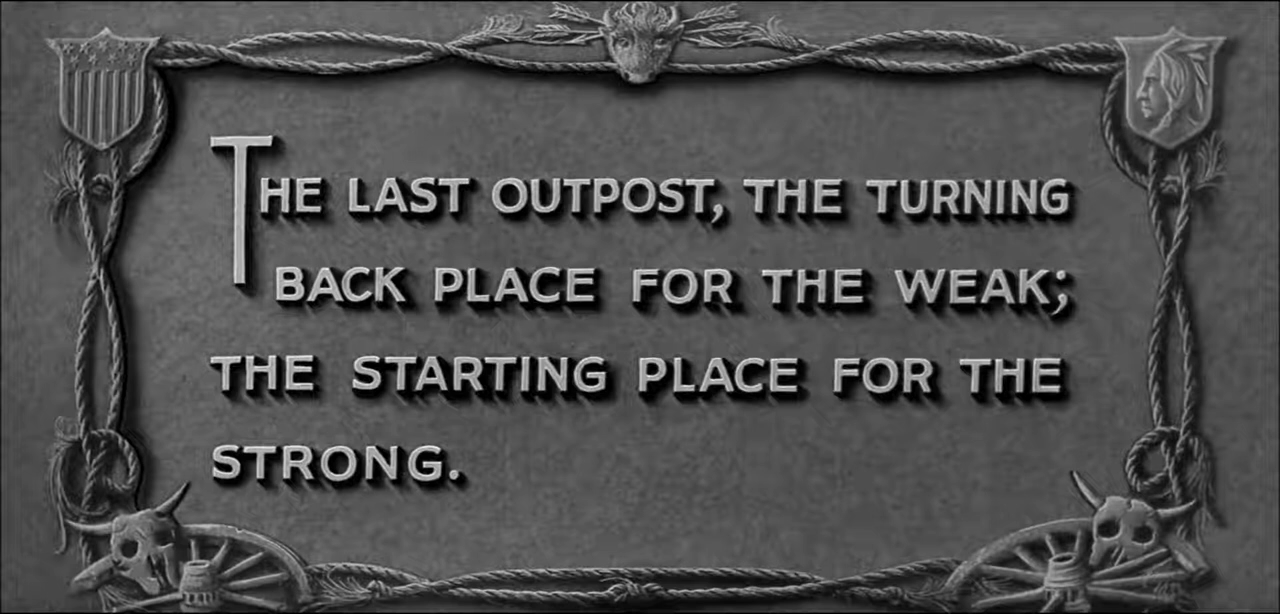 THE LAST OUTPOST, THE TURNING
BACK PLACE FOR THE WEAK;
THE STARTING PLACE FOR THE
STRONG.